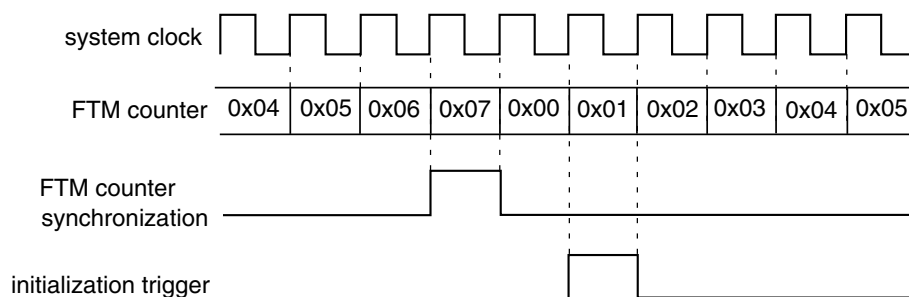 system clock
FTM counter 0x04 0x05 0x06 0x07 0x00 0x01 0x02 0x03 0x04 0x05
FTM counter
synchronization
initialization trigger